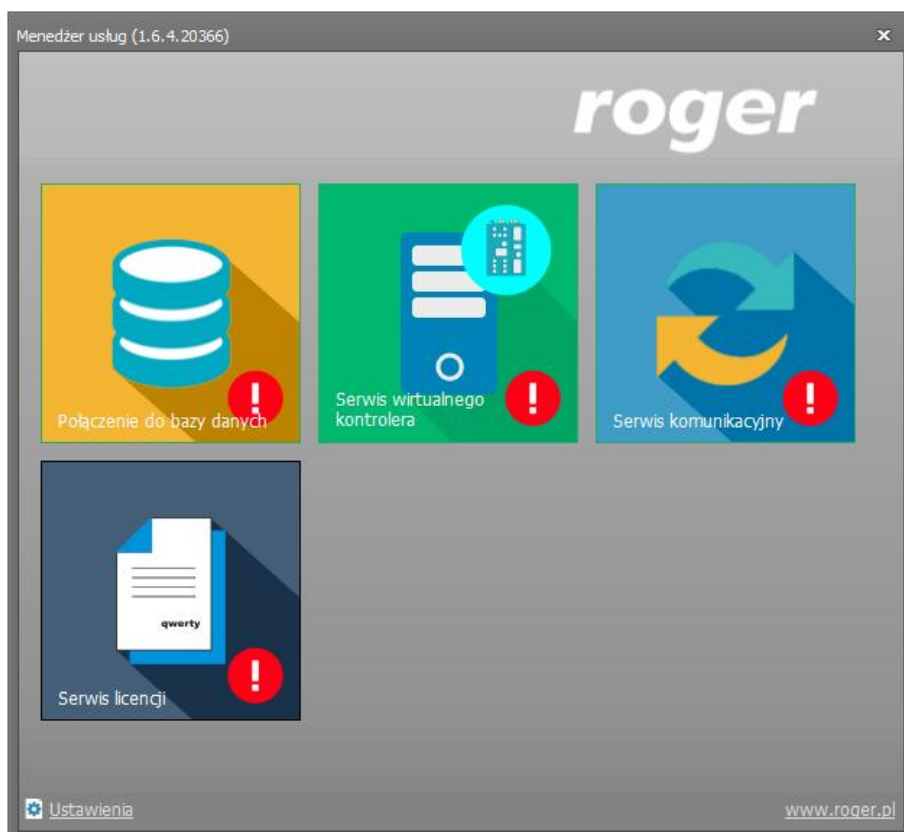 Menedżer usług (1.6.4.20366)
roger
Połączenie do bazy danych
Serwis wirtualnego
kontrolera
Serwis komunikacyjny
qwerty
Serwis licencji
Ustawienia
www.roger.pl